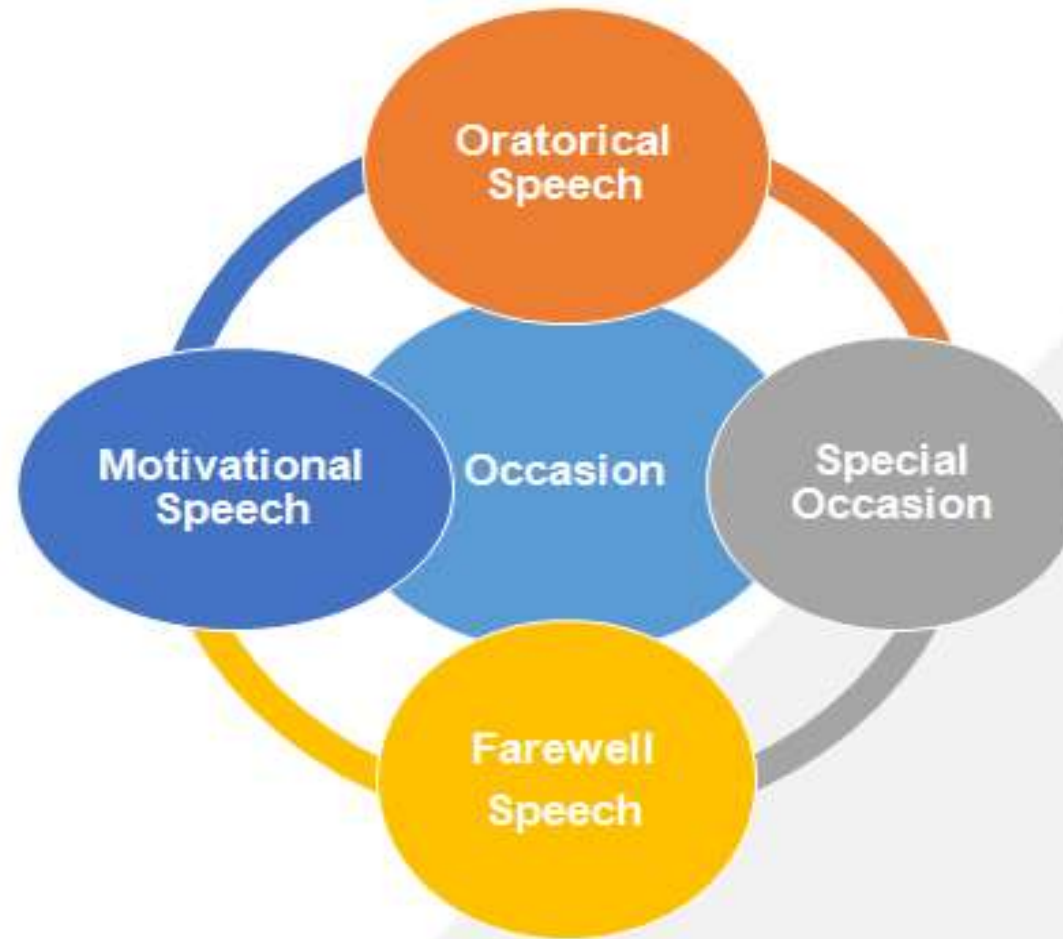 Oratorical
Speech
Motivational
Speech
Occasion
Special
Occasion
Farewell
Speech